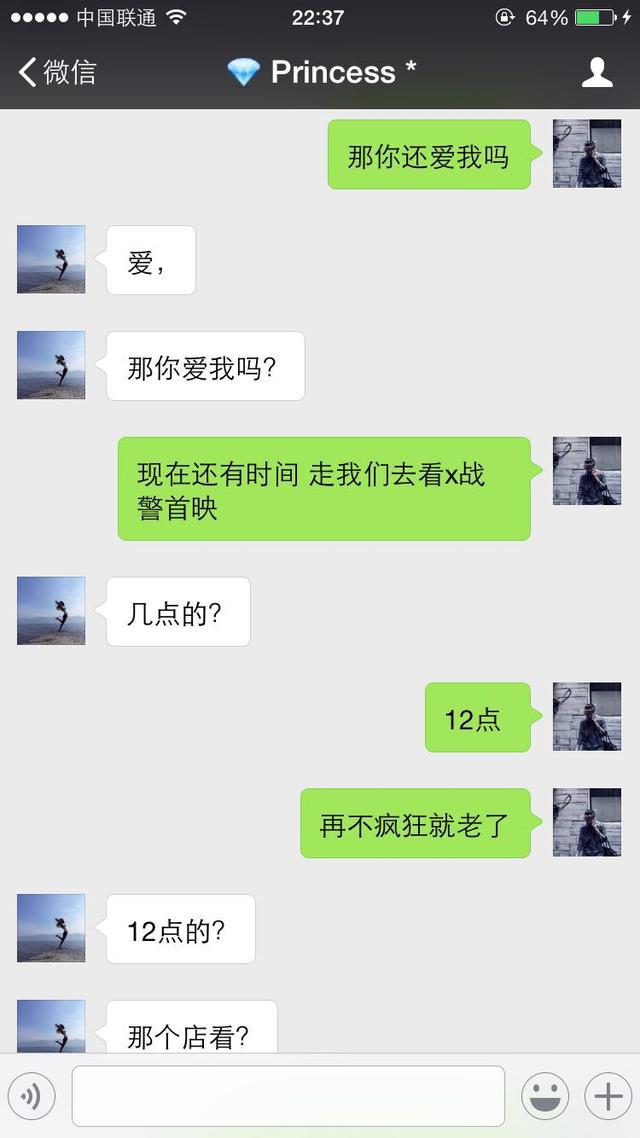 中国联通 22:37 64%
微信 💎 Princess *
那你还爱我吗
爱，
那你爱我吗？
现在还有时间 走我们去看x战
警首映
几点的？
12点
再不疯狂就老了
12点的？
那个店看？